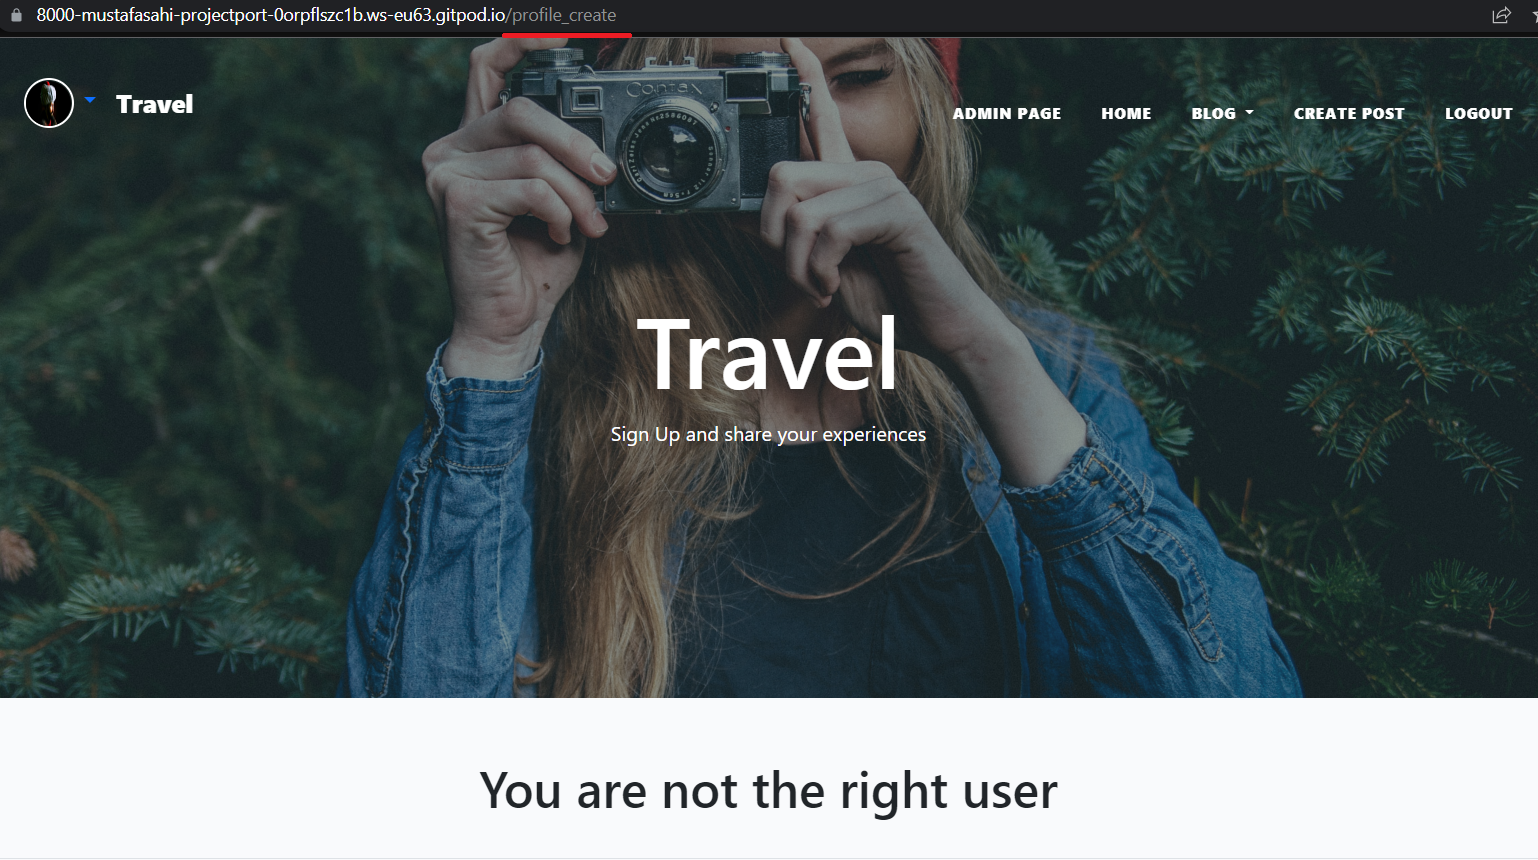 8000-mustafasahi-projectport-0orpflszc1b.ws-eu63.gitpod.io/profile_create
Travel
ADMIN PAGE HOME BLOG CREATE POST LOGOUT
Contax
Travel
Sign Up and share your experiences
You are not the right user